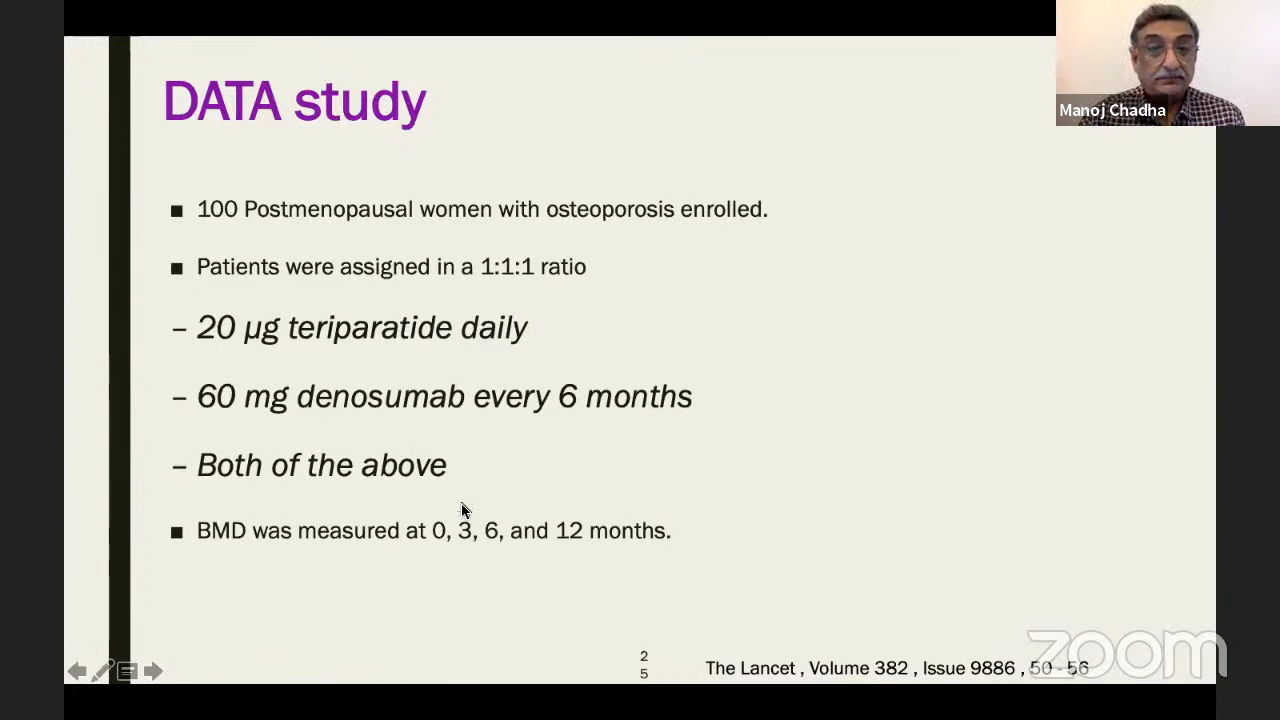 DATA study
Manoj Chadha
■ 100 Postmenopausal women with osteoporosis enrolled.
■ Patients were assigned in a 1:1:1 ratio
– 20 µg teriparatide daily
– 60 mg denosumab every 6 months
– Both of the above
■ BMD was measured at 0, 3, 6, and 12 months.
2
5
The Lancet , Volume 382 , Issue 9886 , 50 - 56
zoom